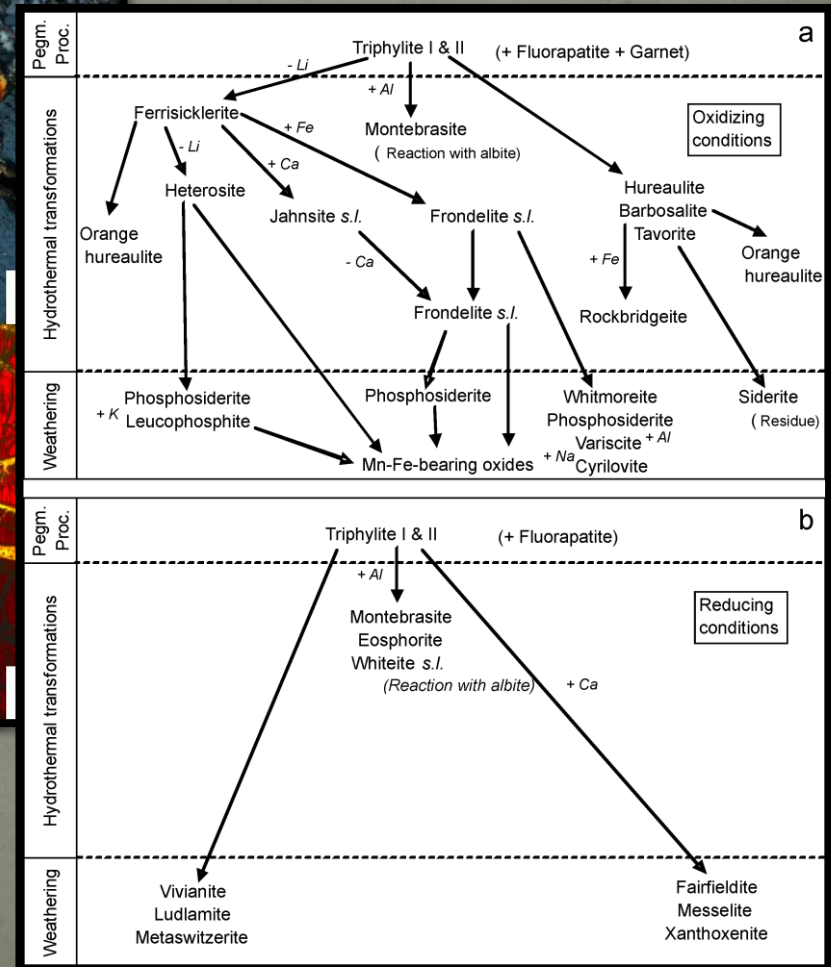 a
Pegm.
Proc.
Triphylite I & II
(+ Fluorapatite + Garnet)
Hydrothermal transformations
Oxidizing
conditions
- Li
+ Al
Ferrisicklerite
Montebrasite
( Reaction with albite)
- Li
+ Ca
+ Fe
Heterosite
Jahnsite s.l.
Frondelite s.l.
Hureaulite
Barbosalite
Tavorite
Orange
hureaulite
+ Fe
Orange
hureaulite
- Ca
Frondelite s.l.
Rockbridgeite
Weathering
Phosphosiderite
+ K Leucophosphite
Phosphosiderite
Whitmoreite
Phosphosiderite
Variscite + Al
+ Na Cyrilovite
Siderite
( Residue)
Mn-Fe-bearing oxides
b
Pegm.
Proc.
Triphylite I & II
(+ Fluorapatite)
Hydrothermal transformations
Reducing
conditions
+ Al
Montebrasite
Eosphorite
Whiteite s.l.
(Reaction with albite)
+ Ca
Weathering
Vivianite
Ludlamite
Metaswitzerite
Fairfieldite
Messelite
Xanthoxenite